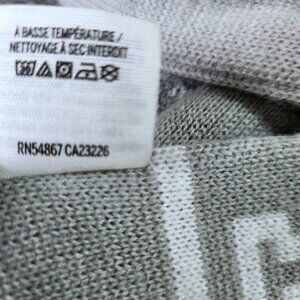 À BASSE TEMPÉRATURE /
NETTOYAGE À SEC INTERDIT
RN54867 CA23226